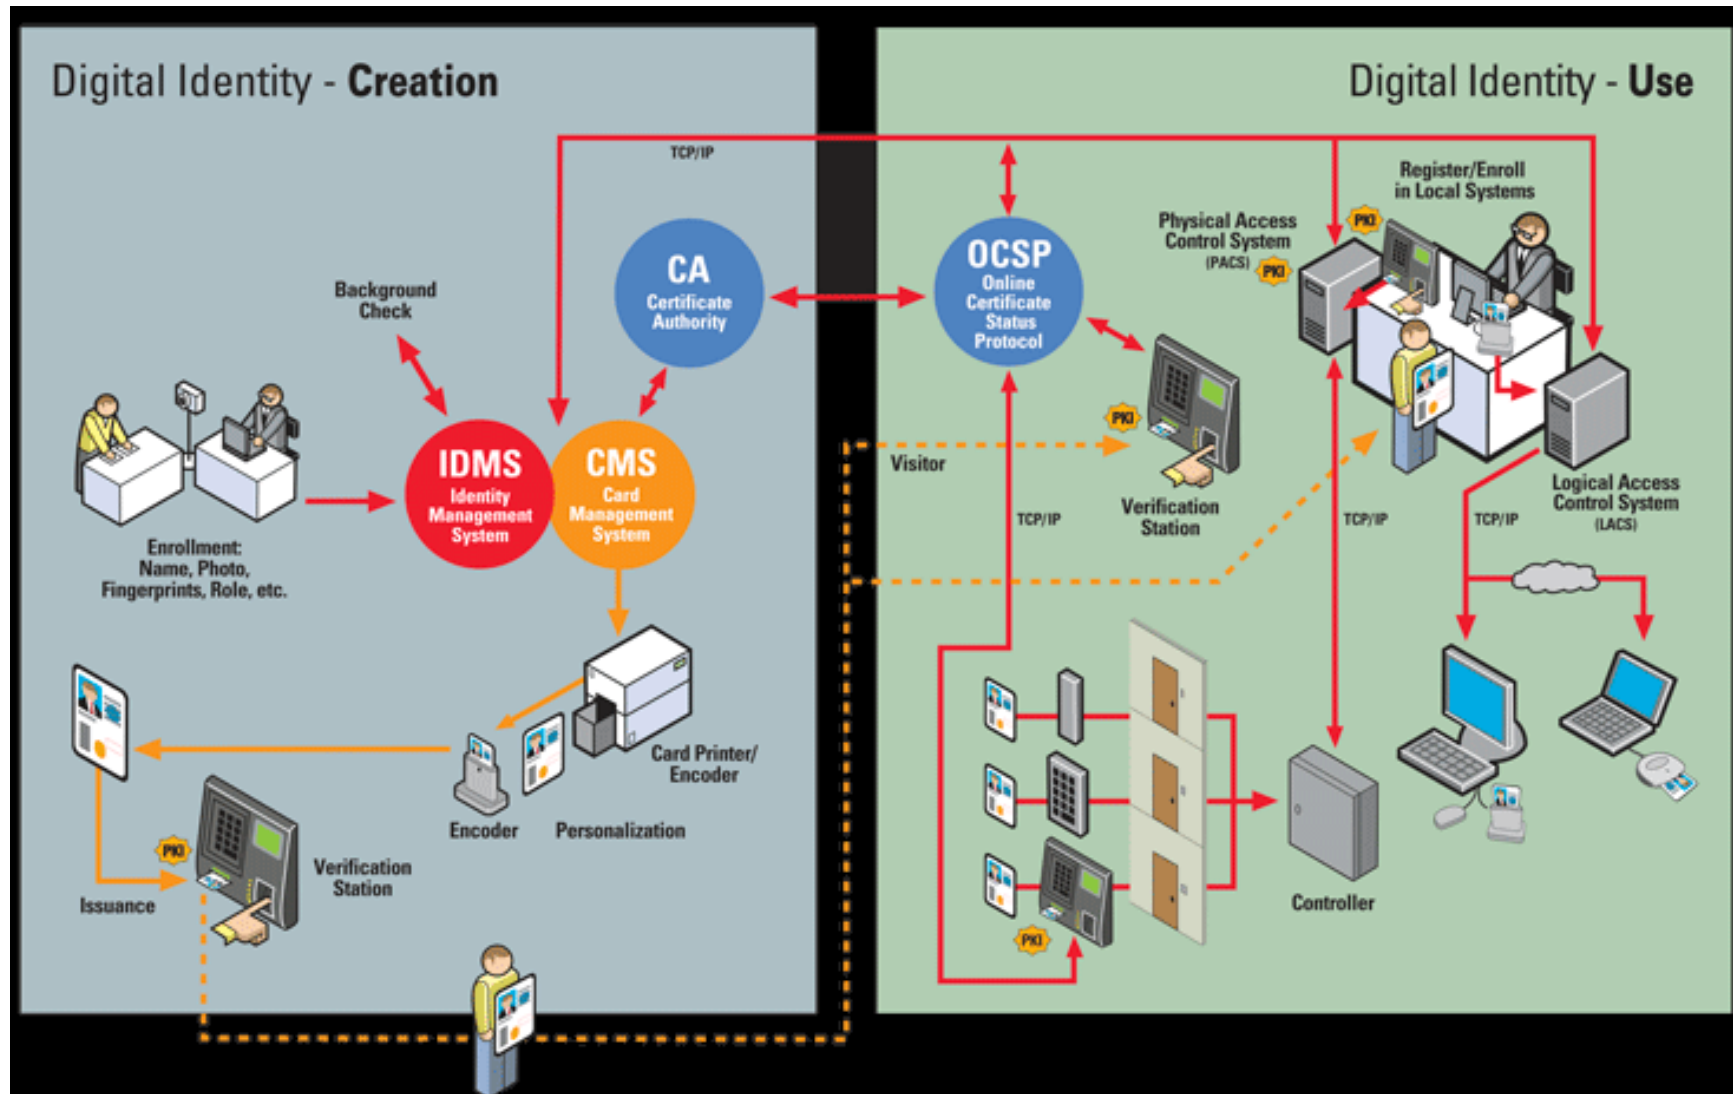 Digital Identity - Creation
Digital Identity - Use
TCP/IP
CA
Certificate
Authority
Background
Check
IDMS
Identity
Management
System
CMS
Card
Management
System
Enrollment:
Name, Photo,
Fingerprints, Role, etc.
Card Printer/
Encoder
Encoder
Personalization
PKI
Verification
Station
Issuance
OCSP
Online
Certificate
Status
Protocol
Physical Access
Control System
(PACS)
PKI
PKI
Register/Enroll
in Local Systems
PKI
Visitor
Verification
Station
Logical Access
Control System
(LACS)
TCP/IP
TCP/IP
TCP/IP
Controller
PKI